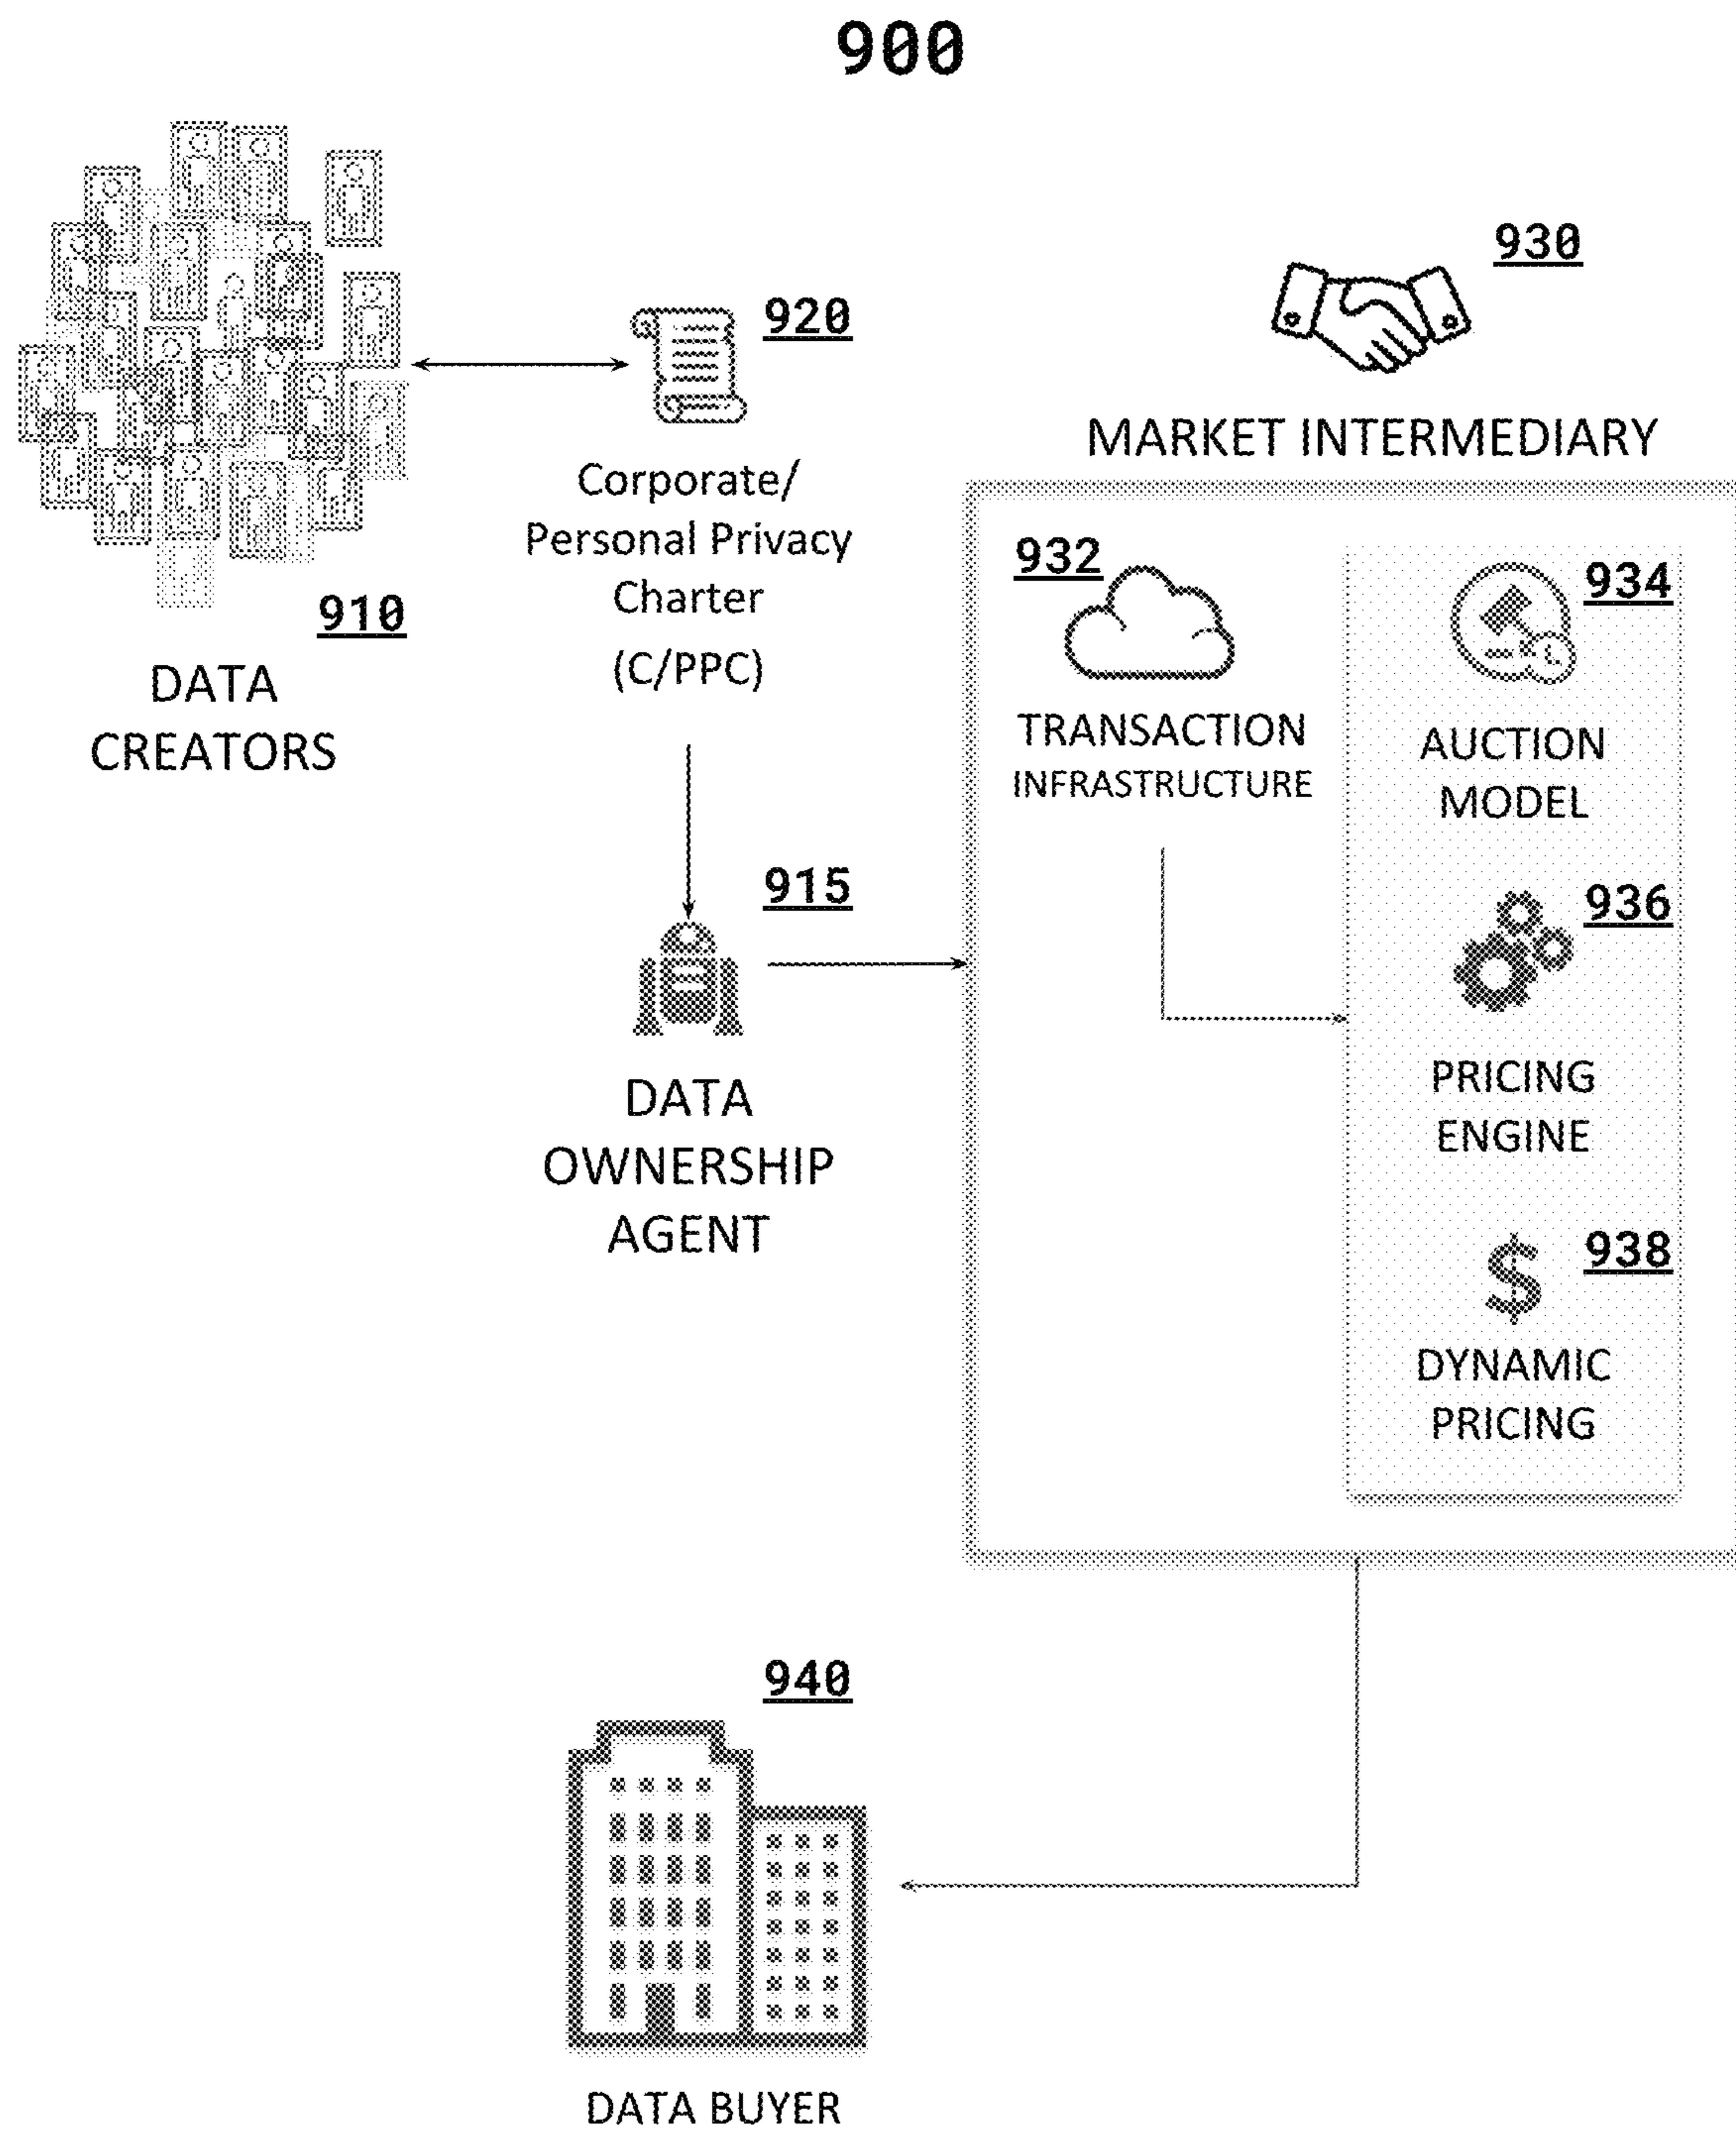 900
910
DATA
CREATORS
920
Corporate/
Personal Privacy
Charter
(C/PPC)
915
DATA
OWNERSHIP
AGENT
930
MARKET INTERMEDIARY
932
TRANSACTION
INFRASTRUCTURE
934
AUCTION
MODEL
936
PRICING
ENGINE
938
$
DYNAMIC
PRICING
940
DATA BUYER